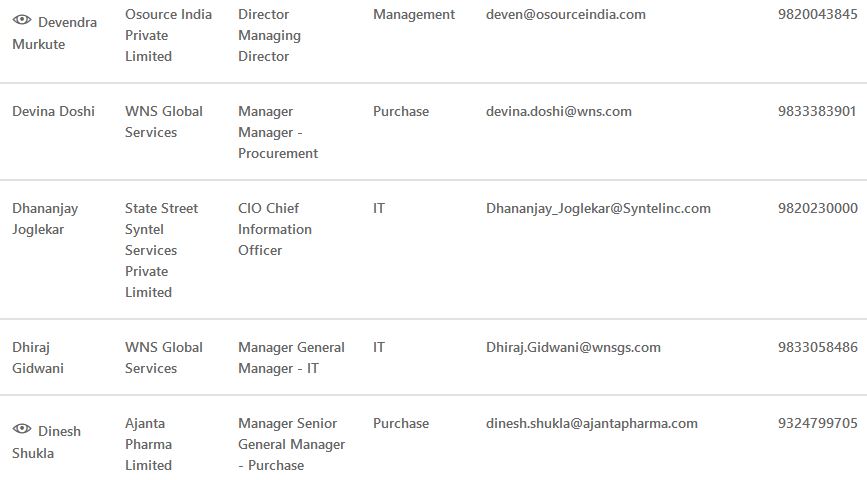 Devendra Murkute Osource India Private Limited Director Managing Director Management deven@osourceindia.com 9820043845
Devina Doshi WNS Global Services Manager Manager - Procurement Purchase devina.doshi@wns.com 9833383901
Dhananjay Joglekar State Street Syntel Services Private Limited CIO Chief Information Officer IT Dhananjay_Joglekar@Syntelinc.com 9820230000
Dhiraj Gidwani WNS Global Services Manager General Manager - IT IT Dhiraj.Gidwani@wnsgs.com 9833058486
Dinesh Shukla Ajanta Pharma Limited Manager Senior General Manager - Purchase Purchase dinesh.shukla@ajantapharma.com 9324799705